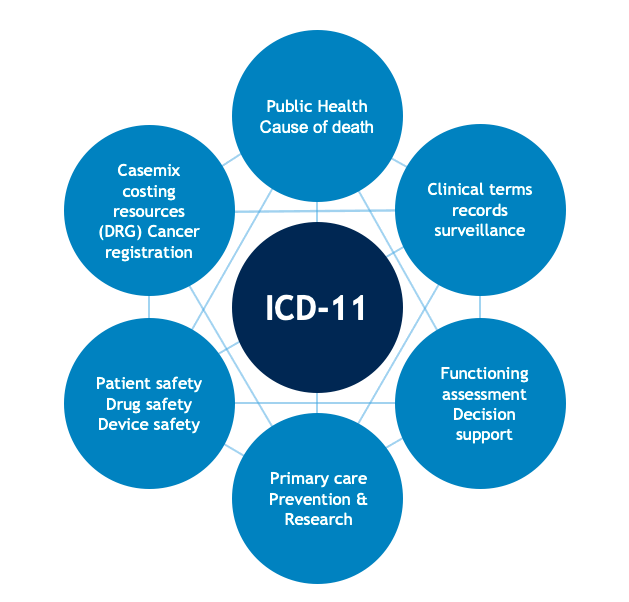 Public Health
Cause of death
Casemix
costing
resources
(DRG) Cancer
registration
Clinical terms
records
surveillance
ICD-11
Patient safety
Drug safety
Device safety
Functioning
assessment
Decision
support
Primary care
Prevention &
Research